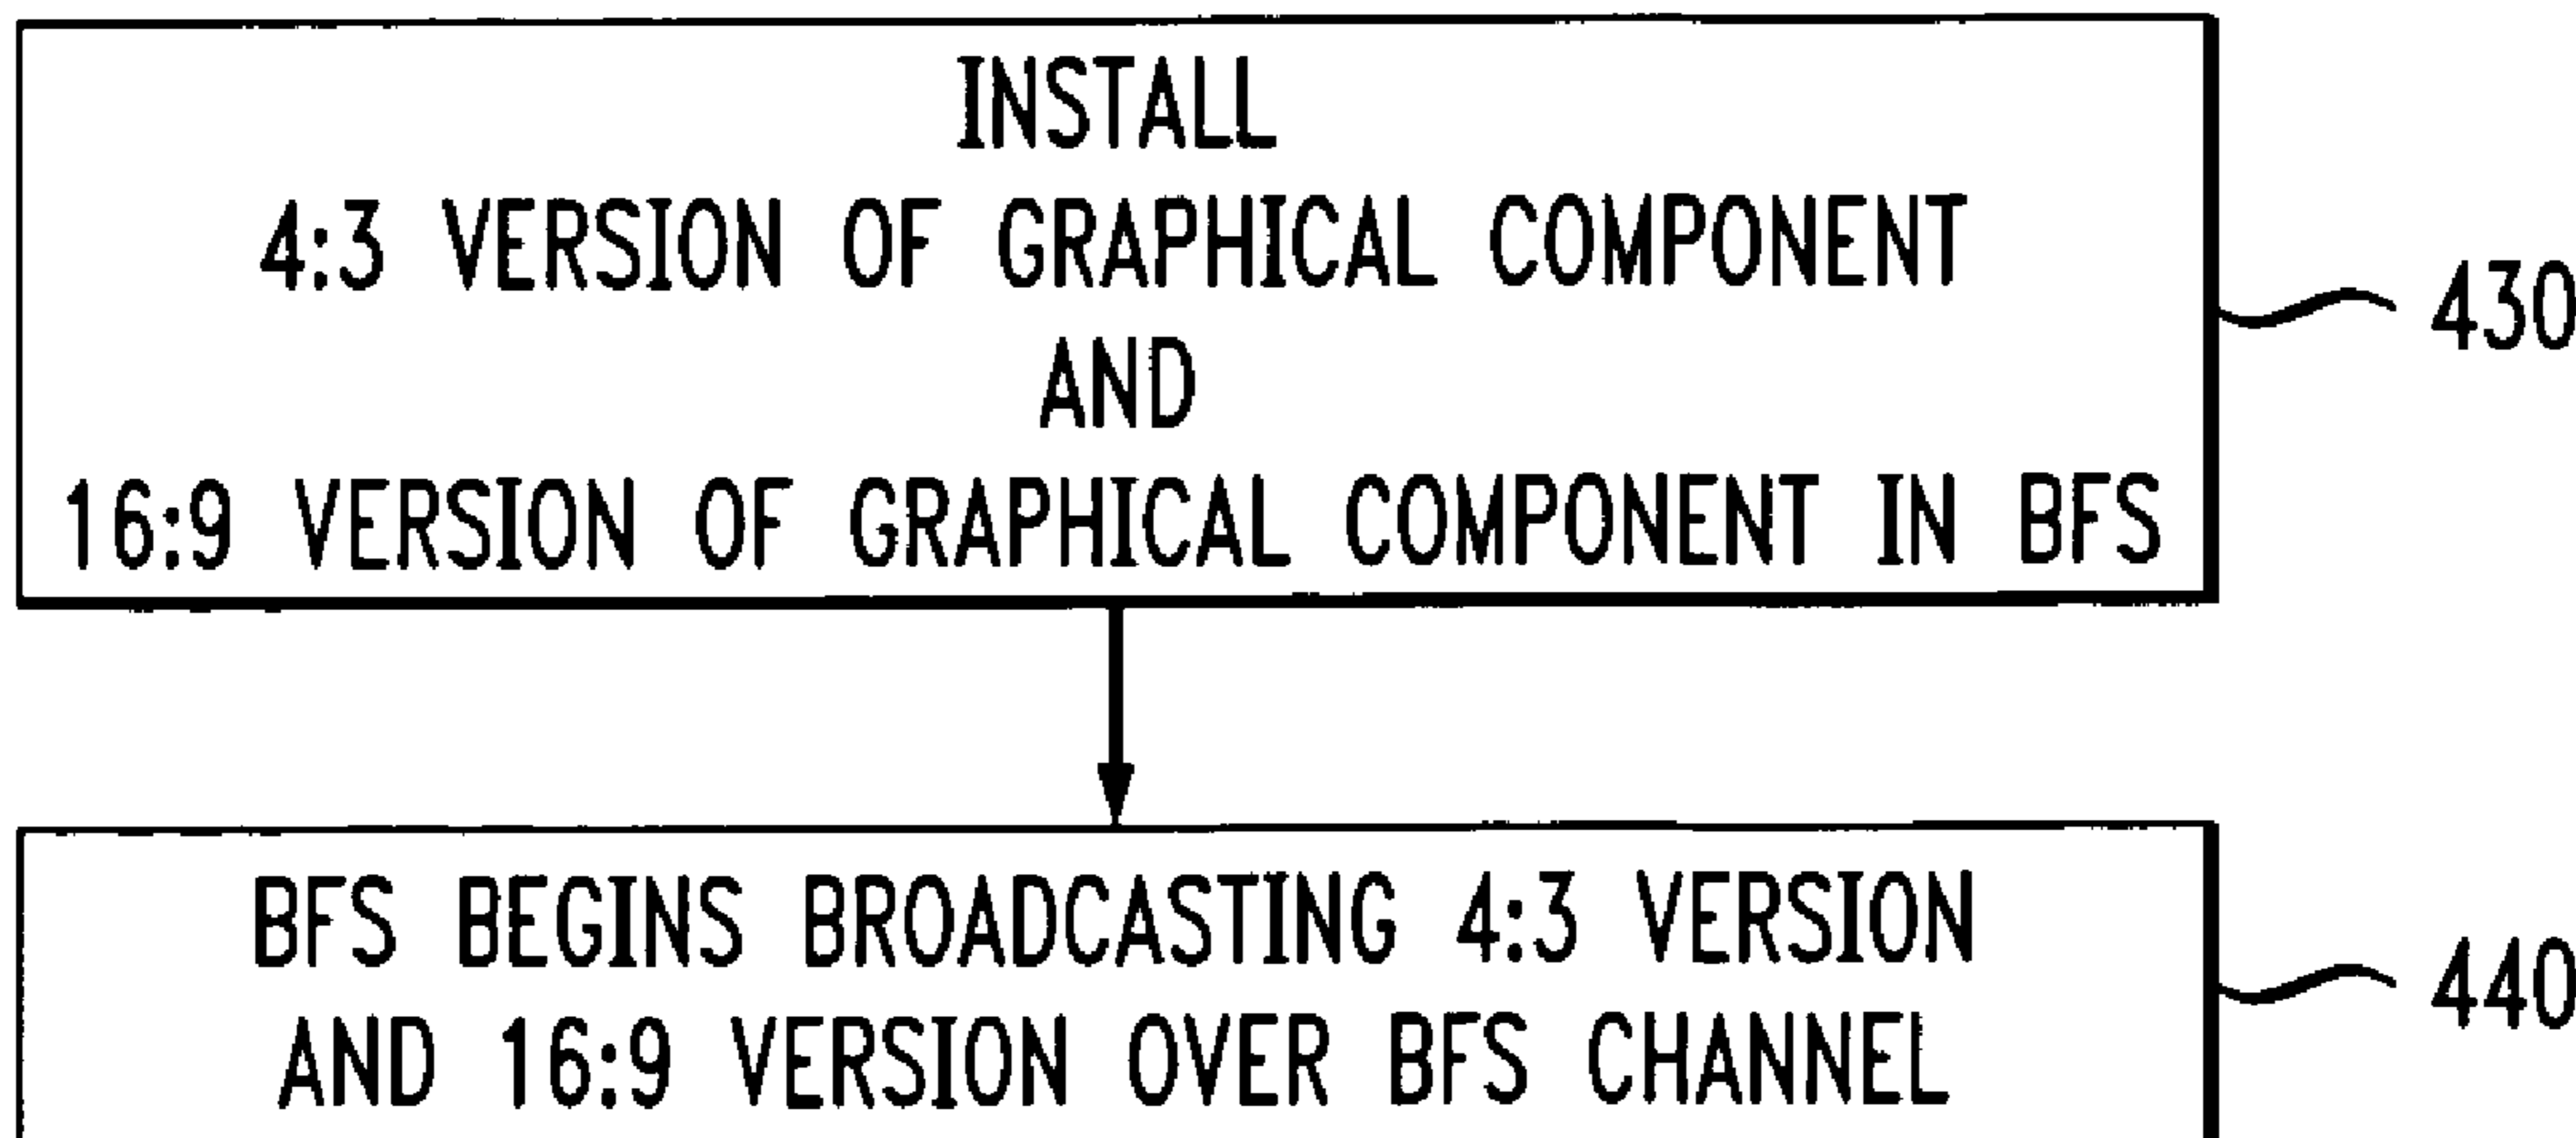 INSTALL
4:3 VERSION OF GRAPHICAL COMPONENT
AND
16:9 VERSION OF GRAPHICAL COMPONENT IN BFS
430
BFS BEGINS BROADCASTING 4:3 VERSION
AND 16:9 VERSION OVER BFS CHANNEL
440